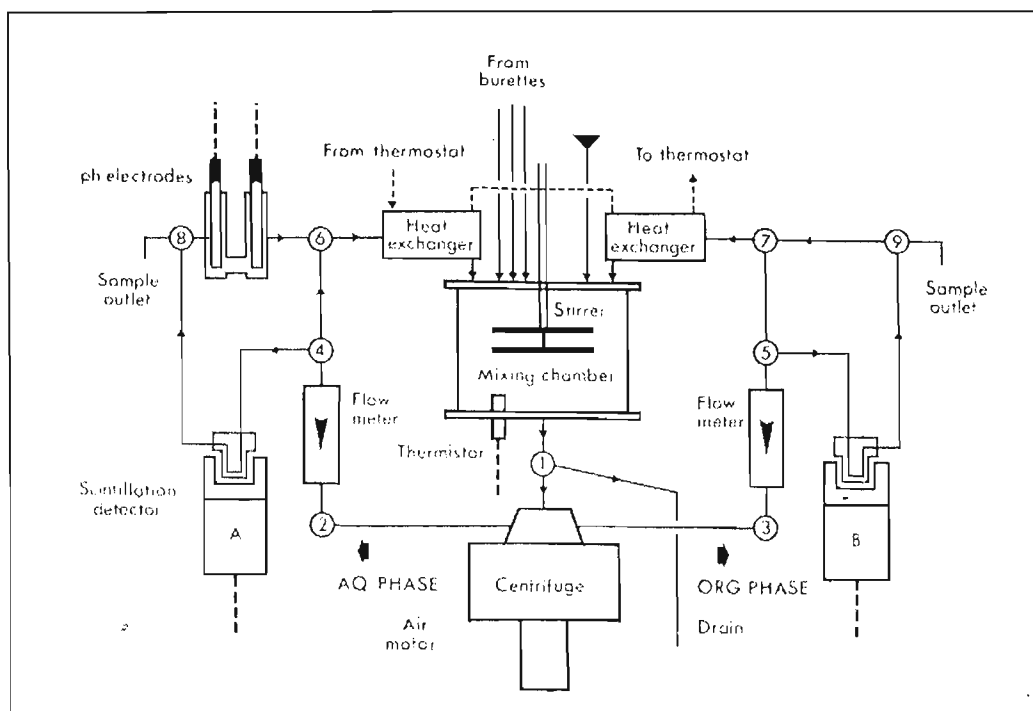 From
burettes
From thermostat
To thermostat
ph electrodes
8
6
Heat
exchanger
Heat
exchanger
7
9
Sample
outlet
Sample
outlet
Stirrer
4
5
Mixing chamber
Flow
meter
Flow
meter
Thermistor
1
Scintillation
detector
A
2
3
B
AQ PHASE
Centrifuge
ORG PHASE
Air
motor
Drain